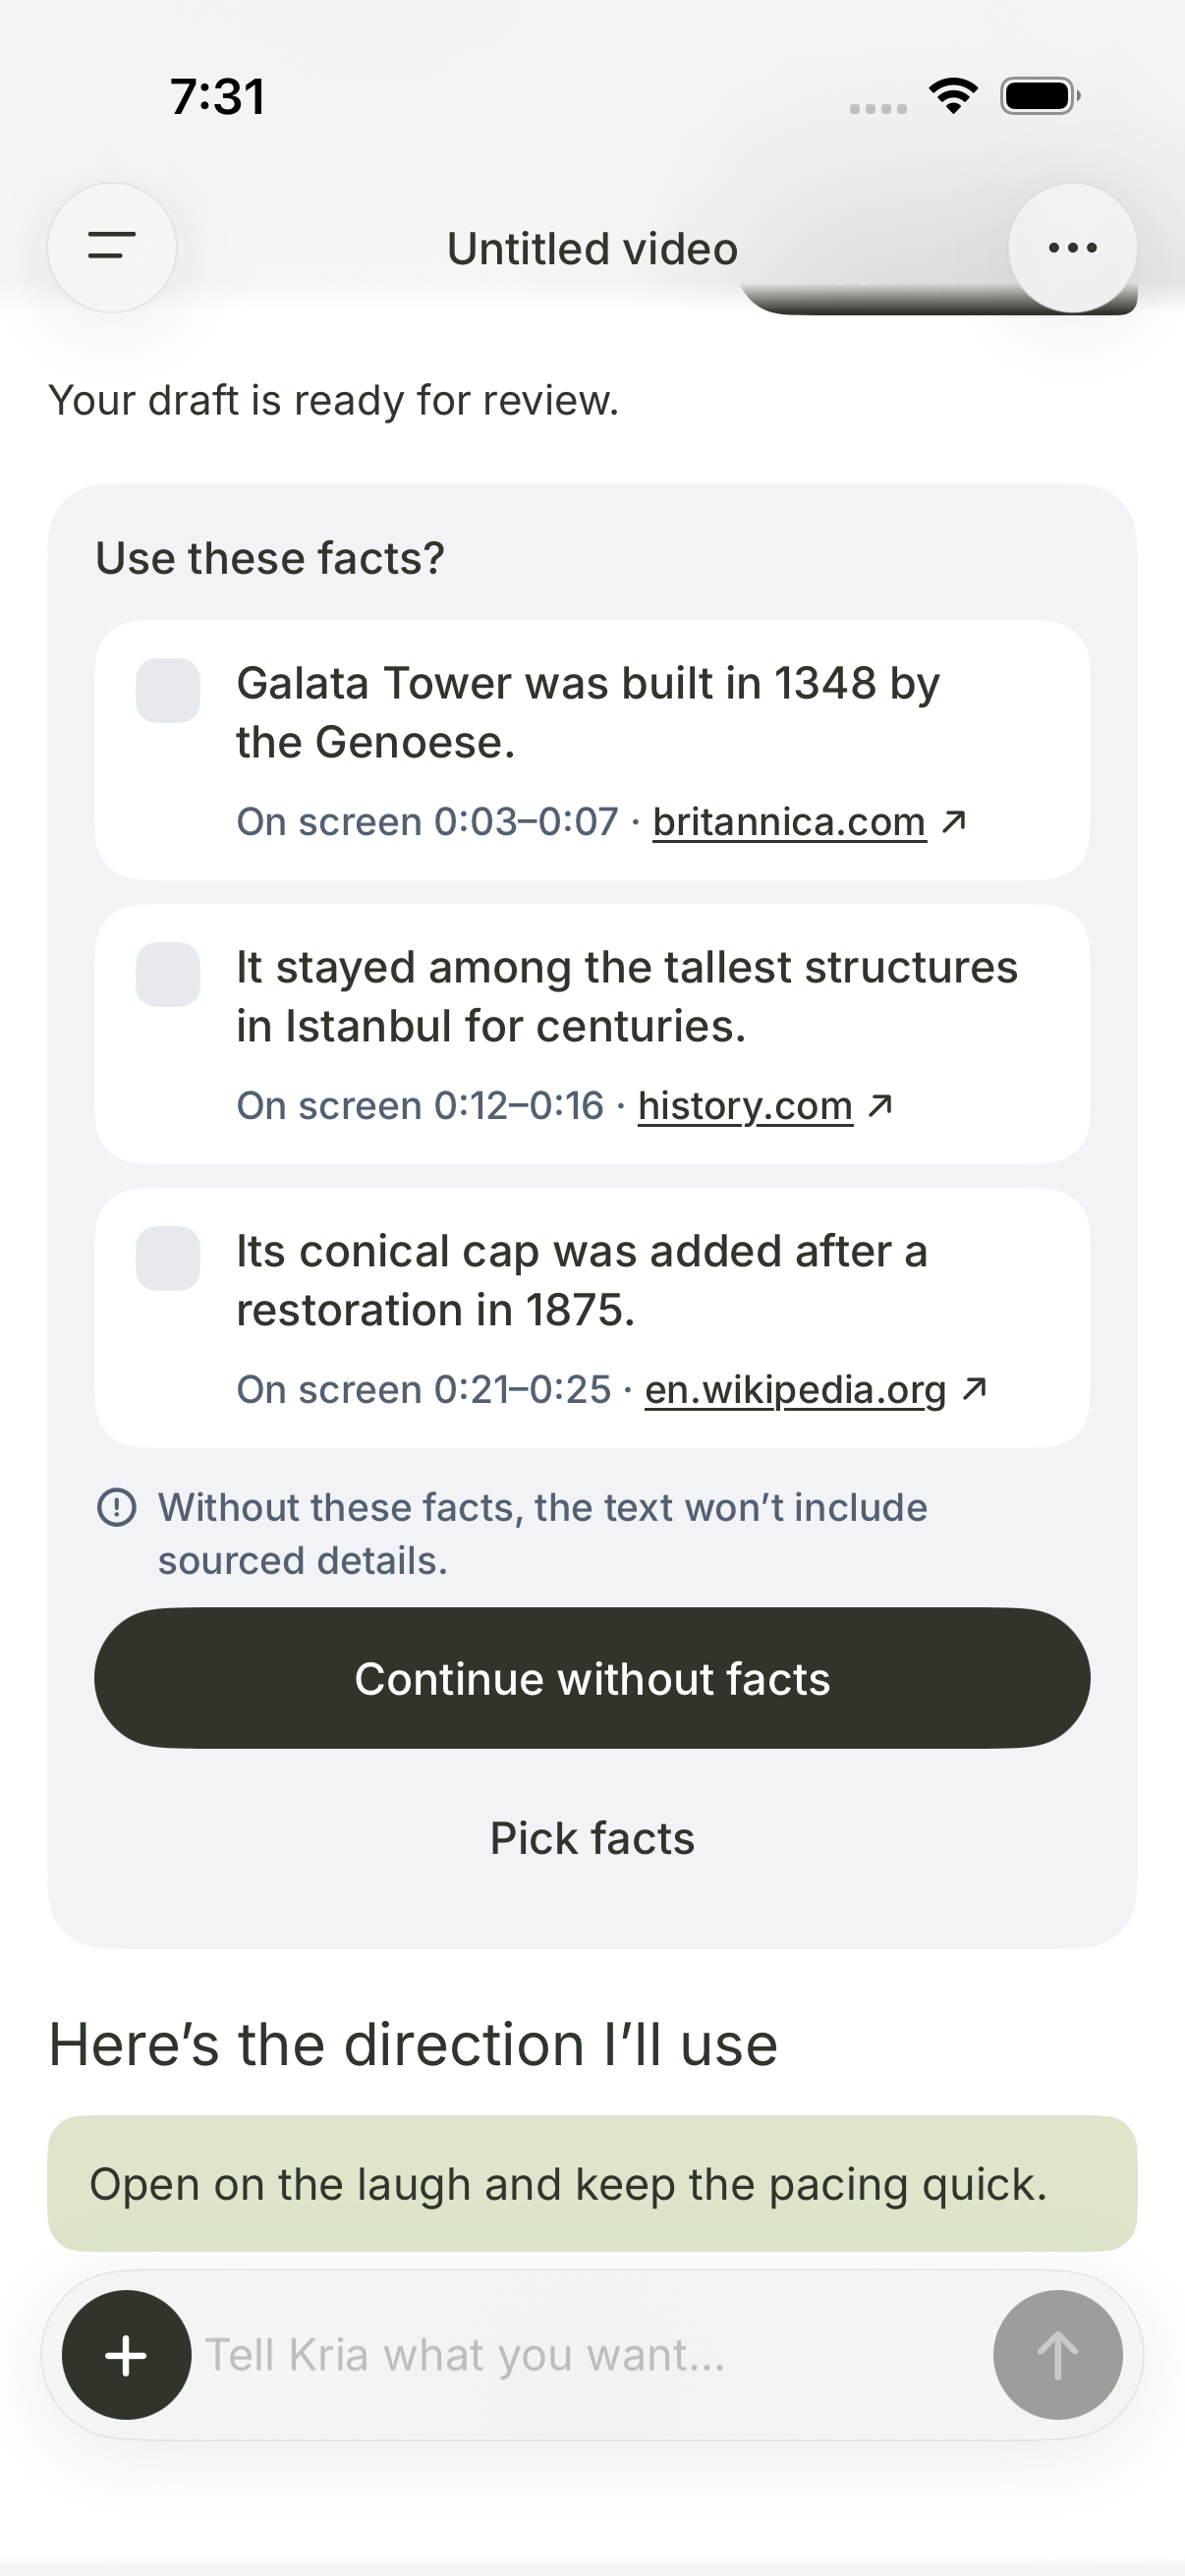 7:31
Untitled video
Your draft is ready for review.
Use these facts?
Galata Tower was built in 1348 by
the Genoese.
On screen 0:03–0:07 · britannica.com ↗
It stayed among the tallest structures
in Istanbul for centuries.
On screen 0:12–0:16 · history.com ↗
Its conical cap was added after a
restoration in 1875.
On screen 0:21–0:25 · en.wikipedia.org ↗
Without these facts, the text won’t include
sourced details.
Continue without facts
Pick facts
Here’s the direction I’ll use
Open on the laugh and keep the pacing quick.
Tell Kria what you want...